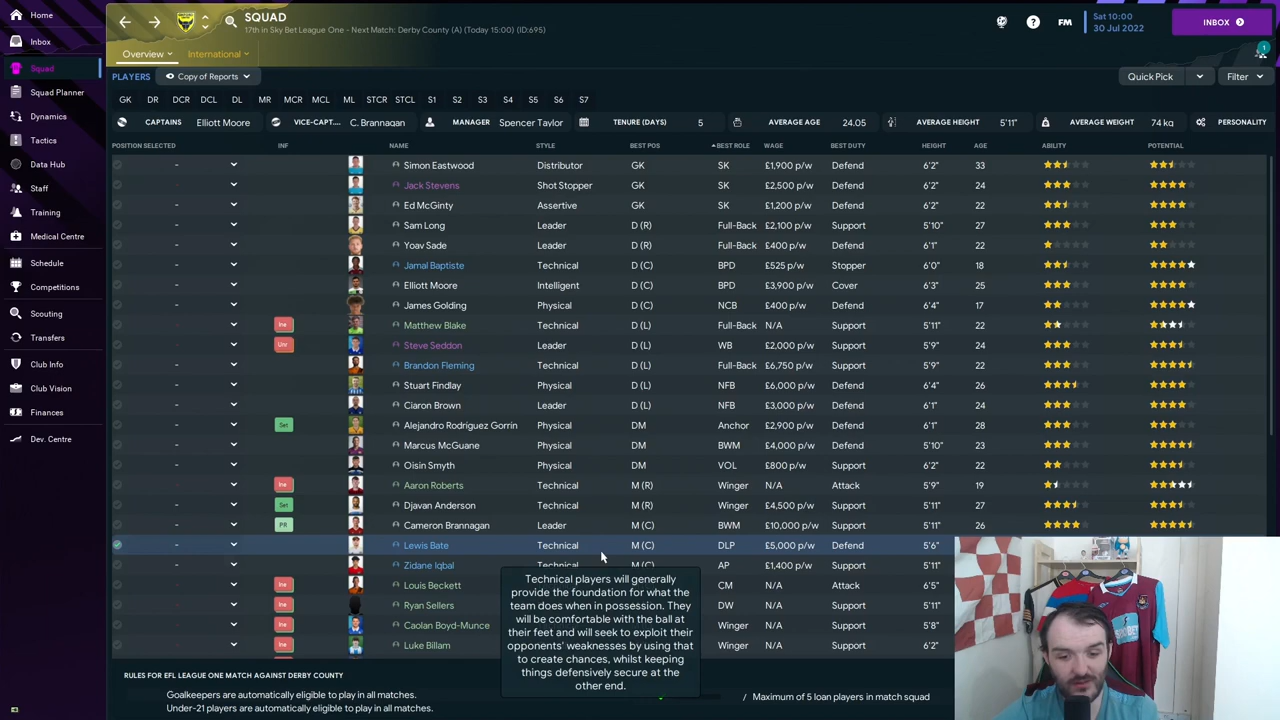 Home
Inbox
Squad
Squad Planner
Dynamics
Tactics
Data Hub
Staff
Training
Medical Centre
Schedule
Competitions
Scouting
Transfers
Club Info
Club Vision
Finances
Dev. Centre
SQUAD
17th in Sky Bet League One - Next Match: Derby County (A) (Today 15:00) (ID:695)
FM Sat 10:00 30 Jul 2022 INBOX
Overview International 1
PLAYERS Copy of Reports Quick Pick Filter
GK DR DCR DCL DL MR MCR MCL ML STCR STCL S1 S2 S3 S4 S5 S6 S7
CAPTAINS Elliott Moore VICE-CAPT.... C. Brannagan MANAGER Spencer Taylor TENURE (DAYS) 5 AVERAGE AGE 24.05 AVERAGE HEIGHT 5'11" AVERAGE WEIGHT 74 kg PERSONALITY
POSITION SELECTED INF NAME STYLE BEST POS BEST ROLE WAGE BEST DUTY HEIGHT AGE ABILITY POTENTIAL
- Simon Eastwood Distributor GK SK £1,900 p/w Defend 6'2" 33
- Jack Stevens Shot Stopper GK SK £2,500 p/w Defend 6'2" 24
- Ed McGinty Assertive GK SK £1,200 p/w Defend 6'2" 22
- Sam Long Leader D (R) Full-Back £2,100 p/w Support 5'10" 27
- Yoav Sade Leader D (R) Full-Back £400 p/w Defend 6'1" 22
- Jamal Baptiste Technical D (C) BPD £525 p/w Stopper 6'0" 18
- Elliott Moore Intelligent D (C) BPD £3,900 p/w Cover 6'3" 25
- James Golding Physical D (C) NCB £400 p/w Defend 6'4" 17
- Ine Matthew Blake Technical D (L) Full-Back N/A Support 5'11" 22
- Unr Steve Seddon Leader D (L) WB £2,000 p/w Support 5'9" 24
- Brandon Fleming Technical D (L) Full-Back £6,750 p/w Support 5'9" 22
- Stuart Findlay Physical D (L) NFB £6,000 p/w Defend 6'4" 26
- Ciaron Brown Leader D (L) NFB £3,000 p/w Defend 6'1" 24
- Set Alejandro Rodríguez Gorrín Physical DM Anchor £2,900 p/w Defend 6'1" 28
- Marcus McGuane Physical DM BWM £4,000 p/w Defend 5'10" 23
- Oisin Smyth Physical DM VOL £800 p/w Support 6'2" 22
- Ine Aaron Roberts Technical M (R) Winger N/A Attack 5'9" 19
- Set Djavan Anderson Technical M (R) Winger £4,500 p/w Support 5'11" 27
- PR Cameron Brannagan Leader M (C) BWM £10,000 p/w Support 5'11" 26
- Lewis Bate Technical M (C) DLP £5,000 p/w Defend 5'6"
- Zidane Iqbal Technical M (C) AP £1,400 p/w Support 5'11"
- Ine Louis Beckett CM N/A Attack 6'5"
- Ine Ryan Sellers DW N/A Support 5'11"
- Ine Caolan Boyd-Munce Winger N/A Support 5'8"
- Ine Luke Billam Winger N/A Support 6'2"
Technical players will generally
provide the foundation for what the
team does when in possession. They
will be comfortable with the ball at
their feet and will seek to exploit their
opponents' weaknesses by using that
to create chances, whilst keeping
things defensively secure at the
other end.
RULES FOR EFL LEAGUE ONE MATCH AGAINST DERBY COUNTY
Goalkeepers are automatically eligible to play in all matches.
Under-21 players are automatically eligible to play in all matches.
/ Maximum of 5 loan players in match squad